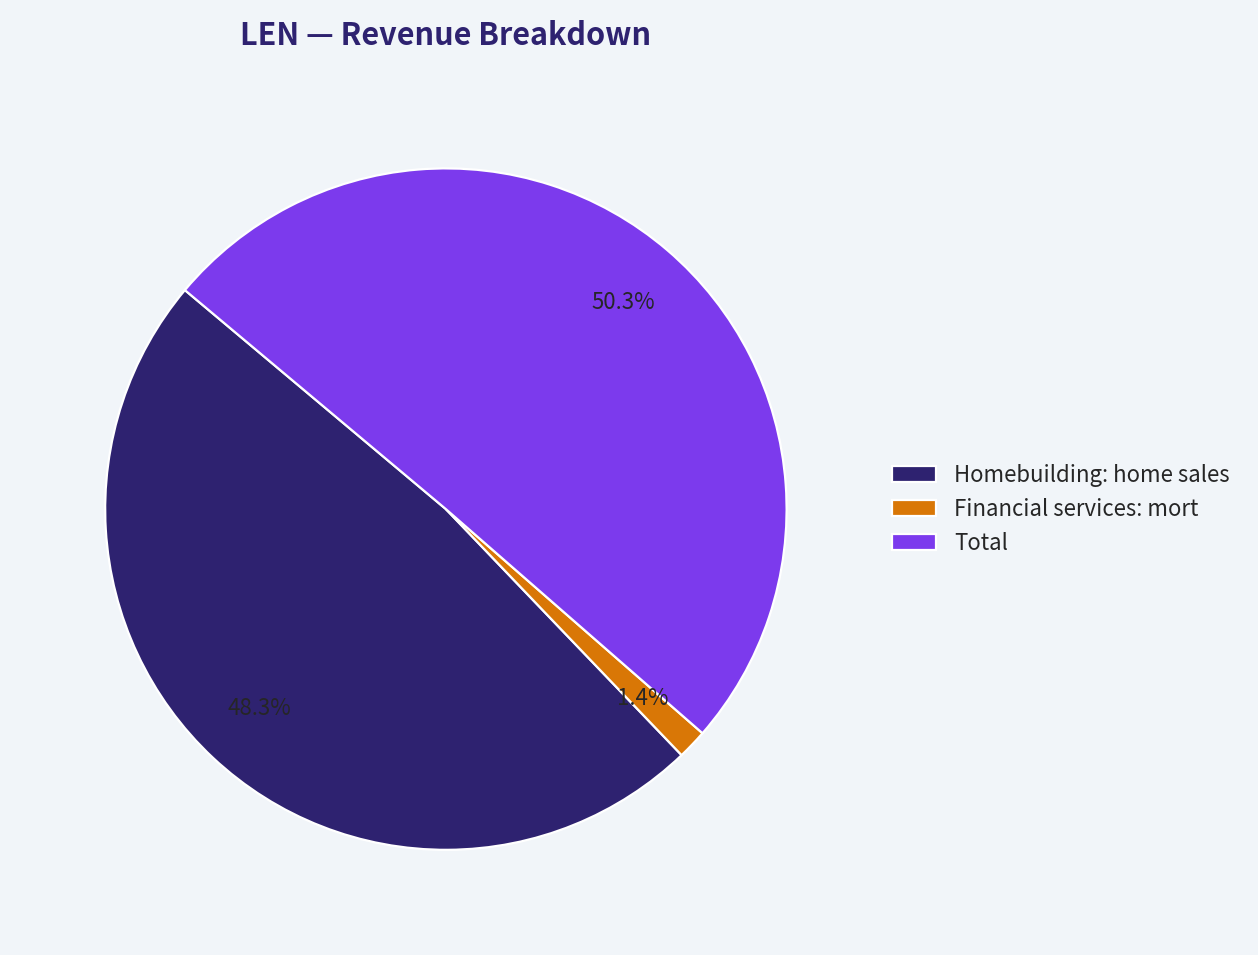 LEN — Revenue Breakdown
50.3%
48.3%
1.4%
Homebuilding: home sales
Financial services: mort
Total